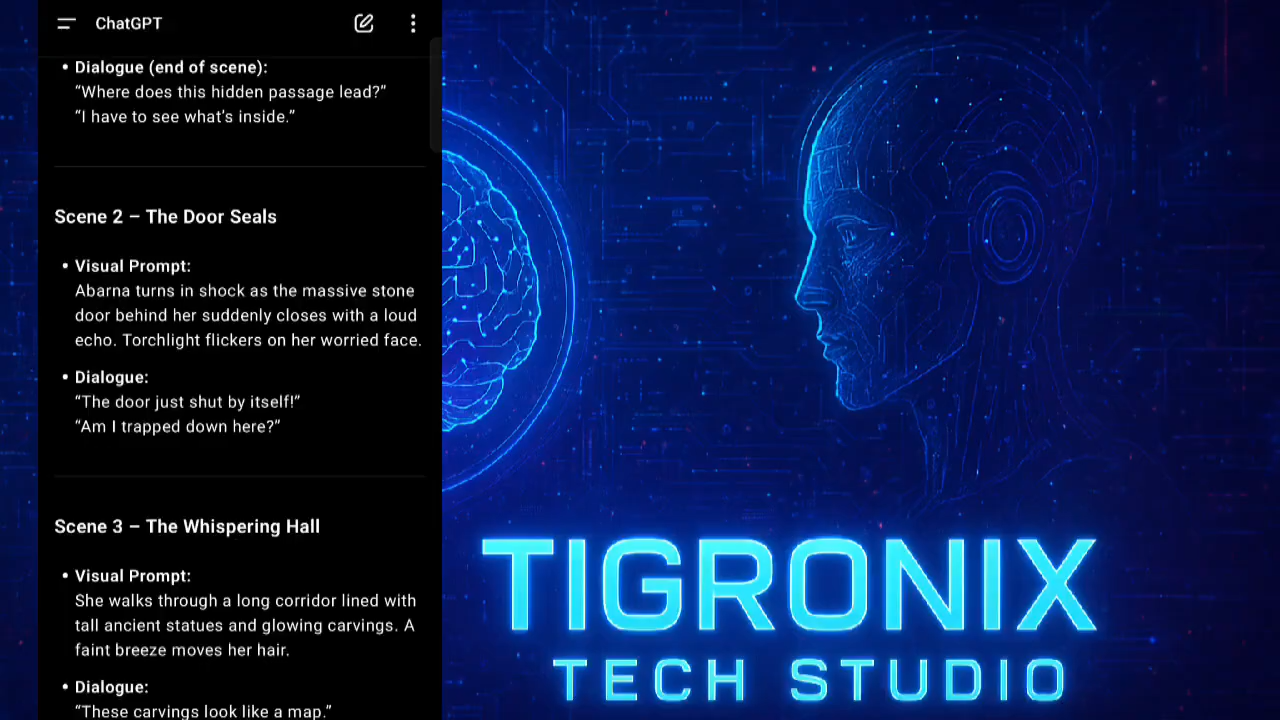 ChatGPT
• Dialogue (end of scene):
“Where does this hidden passage lead?”
“I have to see what’s inside.”
Scene 2 – The Door Seals
• Visual Prompt:
Abarna turns in shock as the massive stone
door behind her suddenly closes with a loud
echo. Torchlight flickers on her worried face.
• Dialogue:
“The door just shut by itself!”
“Am I trapped down here?”
Scene 3 – The Whispering Hall
• Visual Prompt:
She walks through a long corridor lined with
tall ancient statues and glowing carvings. A
faint breeze moves her hair.
• Dialogue:
“These carvings look like a map.”
TIGRONIX
TECH STUDIO